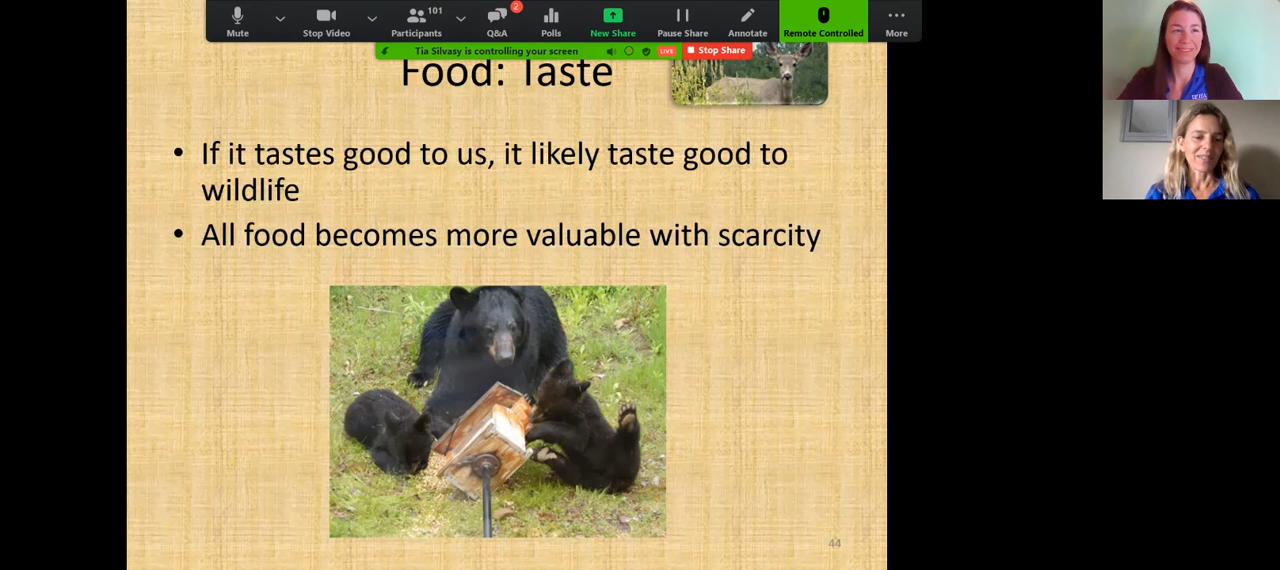 101
2
Mute
Stop Video
Participants
Q&A
Polls
New Share
Pause Share
Annotate
Remote Controlled
More
Tia Silvasy is controlling your screen
LIVE
Stop Share
Food: Taste
• If it tastes good to us, it likely taste good to
wildlife
• All food becomes more valuable with scarcity
44